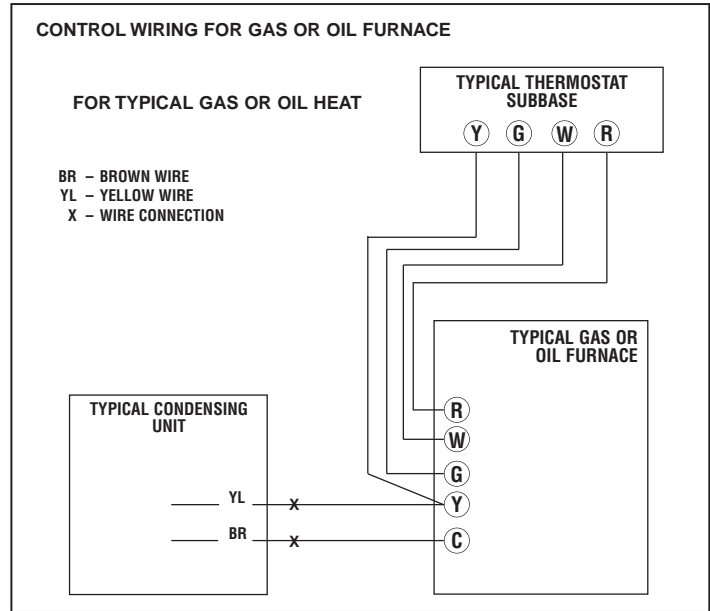 CONTROL WIRING FOR GAS OR OIL FURNACE
FOR TYPICAL GAS OR OIL HEAT
TYPICAL THERMOSTAT
SUBBASE
Y G W R
BR – BROWN WIRE
YL – YELLOW WIRE
X – WIRE CONNECTION
TYPICAL GAS OR
OIL FURNACE
R
W
G
Y
C
TYPICAL CONDENSING
UNIT
YL X
BR X